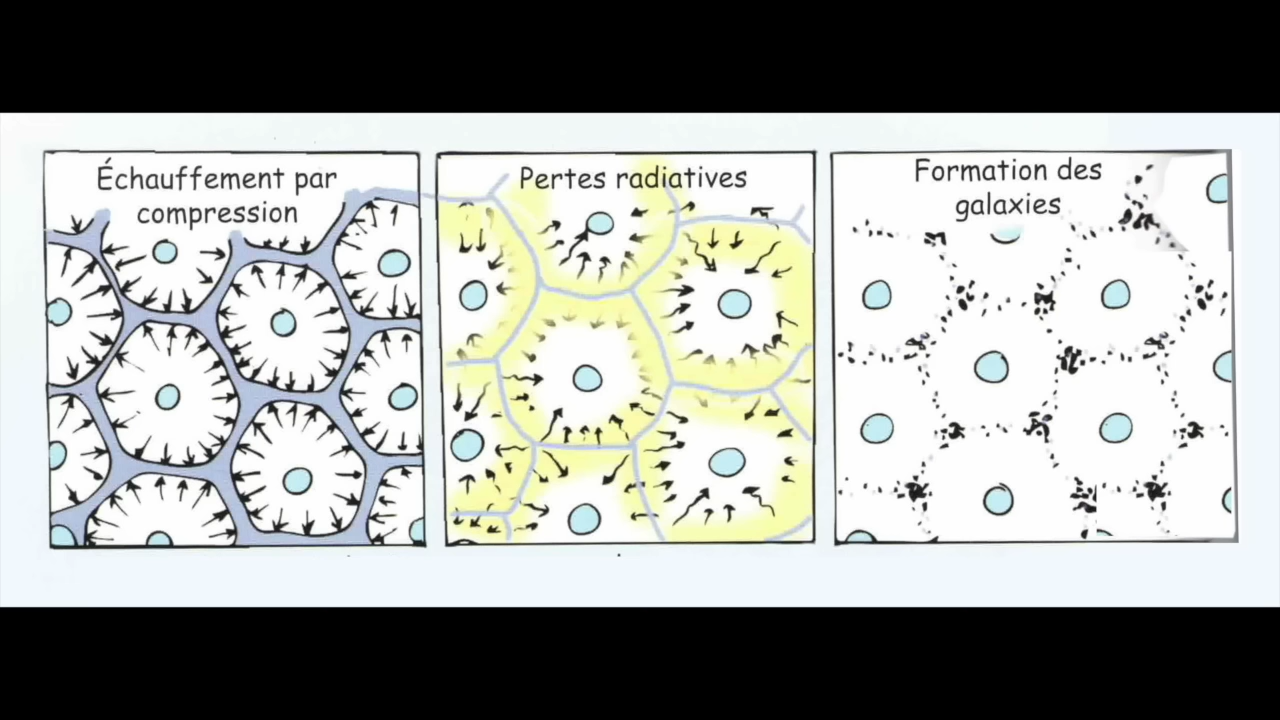 Échauffement par
compression
Pertes radiatives
Formation des
galaxies